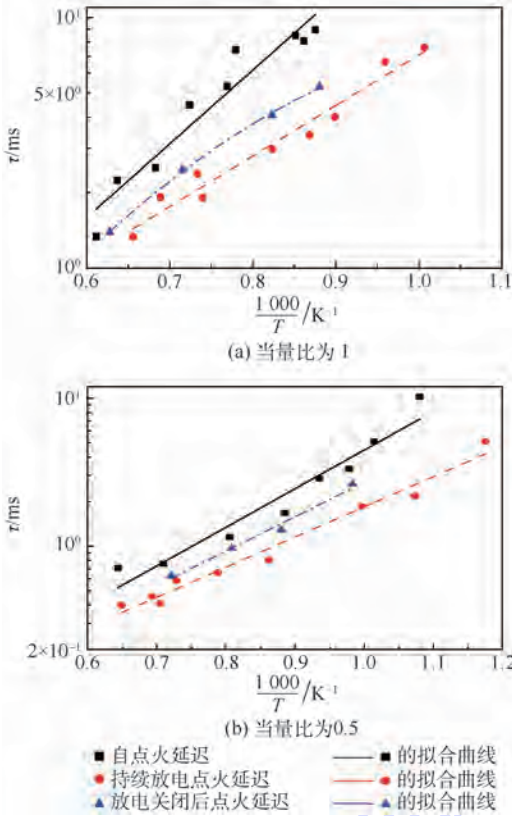 10¹
5×10⁰
10⁰
τ/ms
0.6 0.7 0.8 0.9 1.0 1.1
1 000/T /K⁻¹
(a) 当量比为 1
10¹
10⁰
2×10⁻¹
τ/ms
0.6 0.7 0.8 0.9 1.0 1.1 1.2
1 000/T /K⁻¹
(b) 当量比为0.5
自点火延迟 的拟合曲线
持续放电点火延迟 的拟合曲线
放电关闭后点火延迟 的拟合曲线